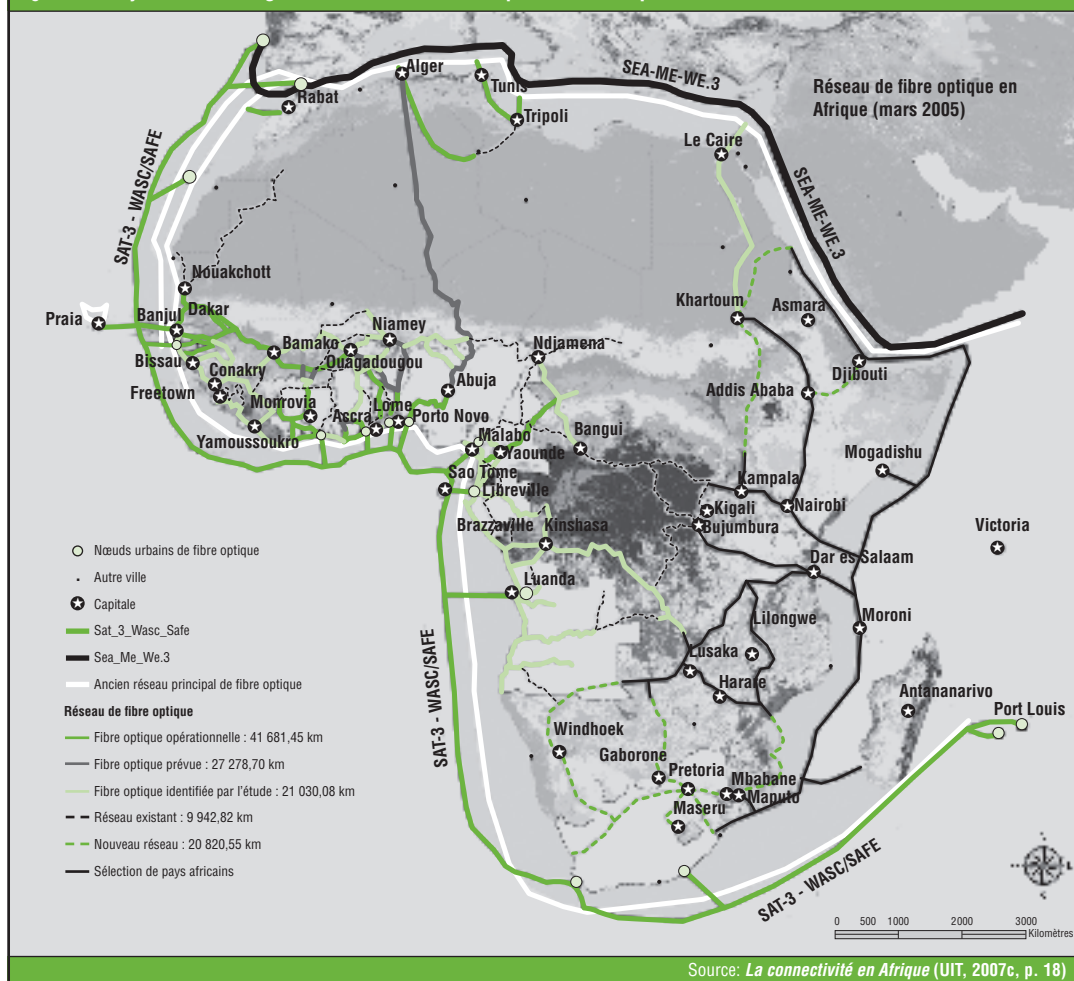 Réseau de fibre optique en
Afrique (mars 2005)
SEA-ME-WE.3
SEA-ME-WE.3
SAT-3 - WASC/SAFE
SAT-3 - WASC/SAFE
SAT-3 - WASC/SAFE
Alger
Tunis
Rabat
Tripoli
Le Caire
Nouakchott
Praia
Banjul
Dakar
Bamako
Niamey
Ouagadougou
Ndjamena
Khartoum
Asmara
Bissau
Conakry
Freetown
Monrovia
Yamoussoukro
Accra
Lome
Porto Novo
Abuja
Addis Ababa
Djibouti
Malabo
Yaounde
Bangui
Mogadishu
Sao Tome
Libreville
Kampala
Kigali
Nairobi
Bujumbura
Brazzaville
Kinshasa
Victoria
Dar es Salaam
Luanda
Lilongwe
Moroni
Lusaka
Harare
Antananarivo
Port Louis
Windhoek
Gaborone
Pretoria
Mbabane
Maputo
Maseru
Nœuds urbains de fibre optique
Autre ville
Capitale
Sat_3_Wasc_Safe
Sea_Me_We.3
Ancien réseau principal de fibre optique
Réseau de fibre optique
Fibre optique opérationnelle : 41 681,45 km
Fibre optique prévue : 27 278,70 km
Fibre optique identifiée par l'étude : 21 030,08 km
Réseau existant : 9 942,82 km
Nouveau réseau : 20 820,55 km
Sélection de pays africains
0 500 1000 2000 3000
Kilomètres
Source: La connectivité en Afrique (UIT, 2007c, p. 18)